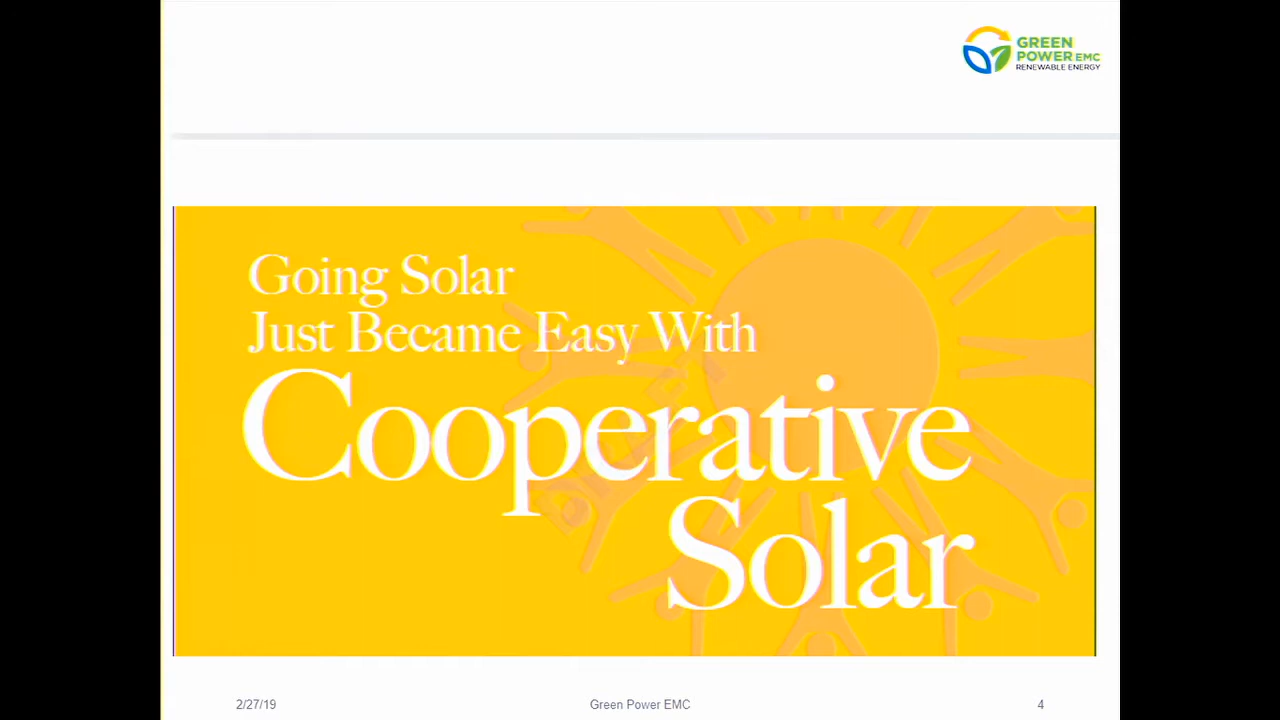 GREEN
POWER EMC
RENEWABLE ENERGY
Going Solar
Just Became Easy With
Cooperative
Solar
2/27/19 Green Power EMC 4